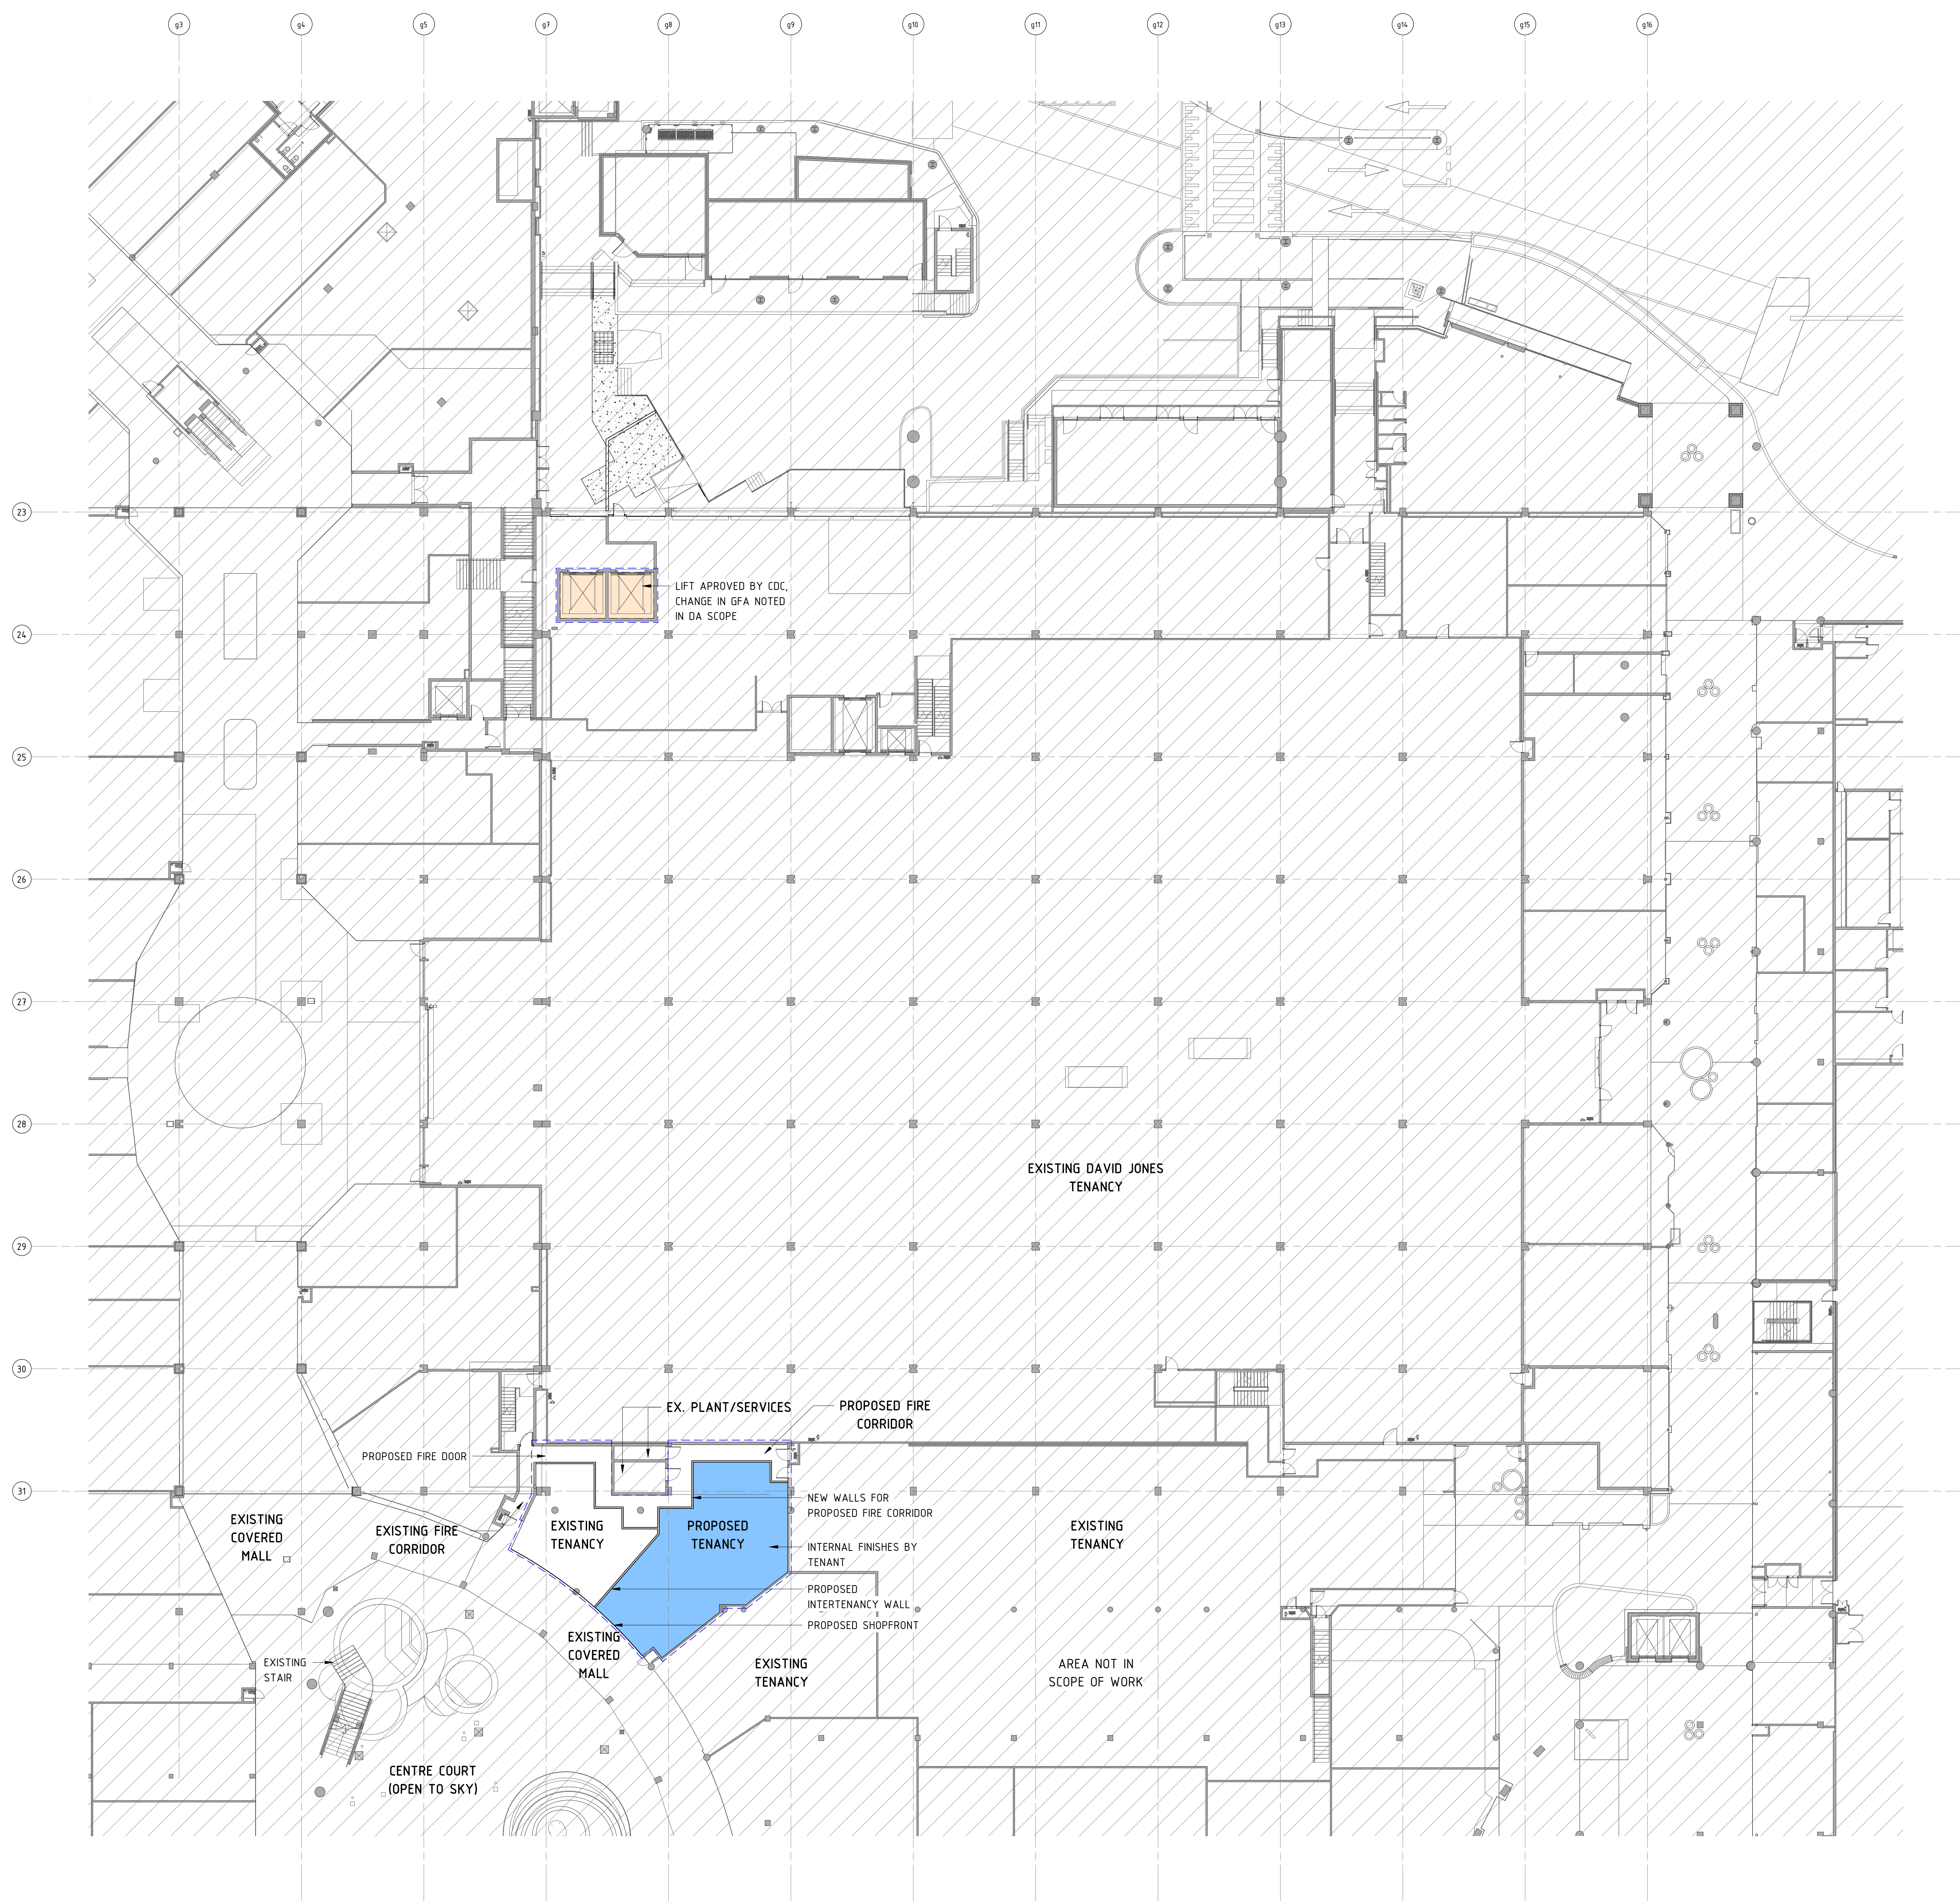 g3
g4
g5
g7
g8
g9
g10
g11
g12
g13
g14
g15
g16
23
LIFT APROVED BY CDC,
CHANGE IN GFA NOTED
IN DA SCOPE
24
25
26
27
28
EXISTING DAVID JONES
TENANCY
29
30
EX. PLANT/SERVICES
PROPOSED FIRE
CORRIDOR
PROPOSED FIRE DOOR
31
NEW WALLS FOR
PROPOSED FIRE CORRIDOR
EXISTING
COVERED
MALL
EXISTING FIRE
CORRIDOR
EXISTING
TENANCY
PROPOSED
TENANCY
EXISTING
TENANCY
INTERNAL FINISHES BY
TENANT
PROPOSED
INTERTENANCY WALL
PROPOSED SHOPFRONT
EXISTING
COVERED
MALL
EXISTING
STAIR
EXISTING
TENANCY
AREA NOT IN
SCOPE OF WORK
CENTRE COURT
(OPEN TO SKY)